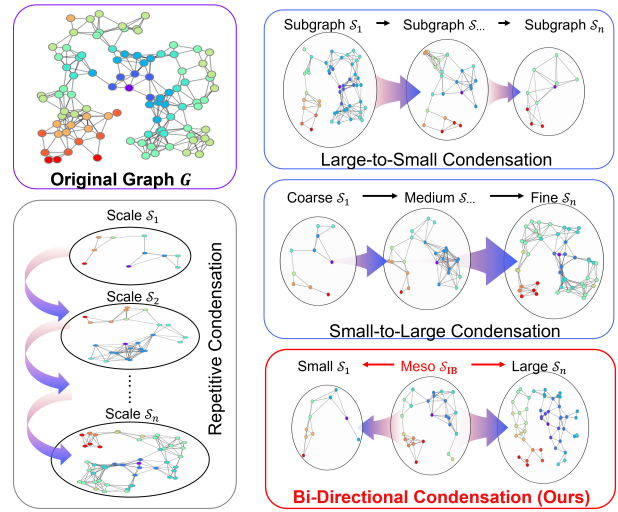 Original Graph G
Scale S₁
Scale S₂
⋮
Scale Sₙ
Repetitive Condensation
Subgraph S₁ → Subgraph S... → Subgraph Sₙ
Large-to-Small Condensation
Coarse S₁ → Medium S... → Fine Sₙ
Small-to-Large Condensation
Small S₁ ← Meso S_IB → Large Sₙ
Bi-Directional Condensation (Ours)